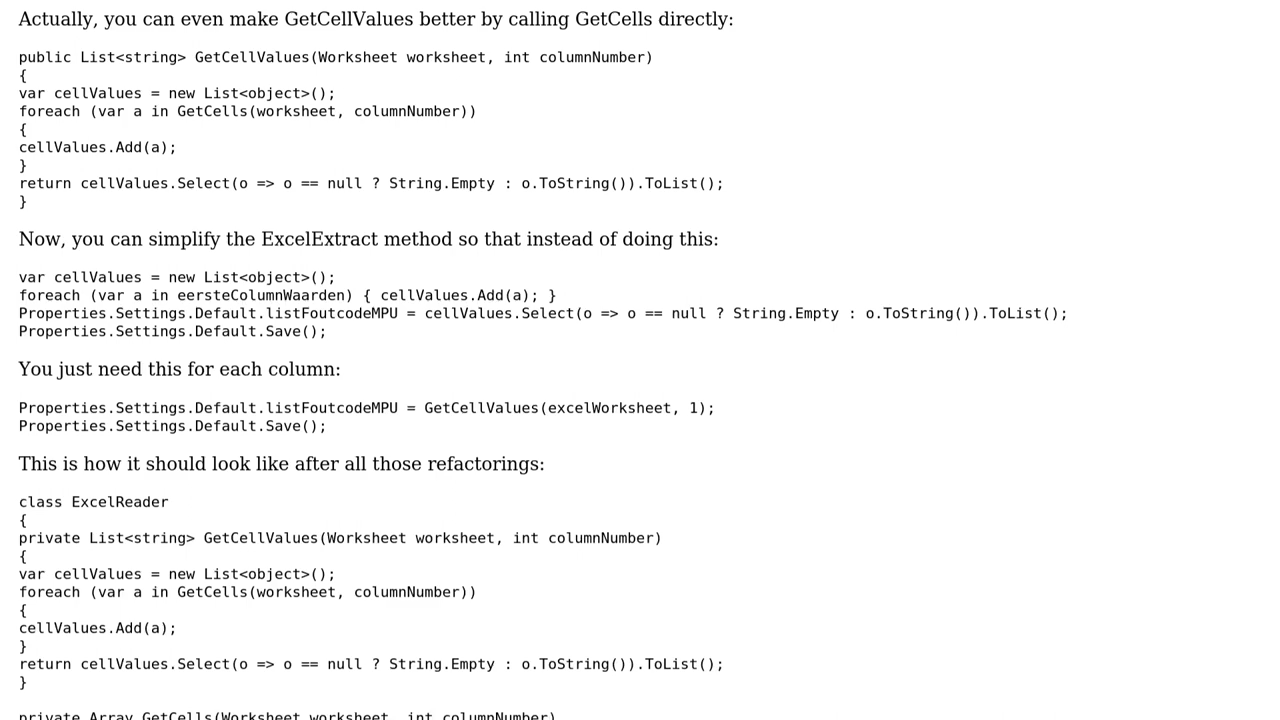 Actually, you can even make GetCellValues better by calling GetCells directly:
public List<string> GetCellValues(Worksheet worksheet, int columnNumber)
{
var cellValues = new List<object>();
foreach (var a in GetCells(worksheet, columnNumber))
{
cellValues.Add(a);
}
return cellValues.Select(o => o == null ? String.Empty : o.ToString()).ToList();
}
Now, you can simplify the ExcelExtract method so that instead of doing this:
var cellValues = new List<object>();
foreach (var a in eersteColumnWaarden) { cellValues.Add(a); }
Properties.Settings.Default.listFoutcodeMPU = cellValues.Select(o => o == null ? String.Empty : o.ToString()).ToList();
Properties.Settings.Default.Save();
You just need this for each column:
Properties.Settings.Default.listFoutcodeMPU = GetCellValues(excelWorksheet, 1);
Properties.Settings.Default.Save();
This is how it should look like after all those refactorings:
class ExcelReader
{
private List<string> GetCellValues(Worksheet worksheet, int columnNumber)
{
var cellValues = new List<object>();
foreach (var a in GetCells(worksheet, columnNumber))
{
cellValues.Add(a);
}
return cellValues.Select(o => o == null ? String.Empty : o.ToString()).ToList();
}
private Array GetCells(Worksheet worksheet, int columnNumber)